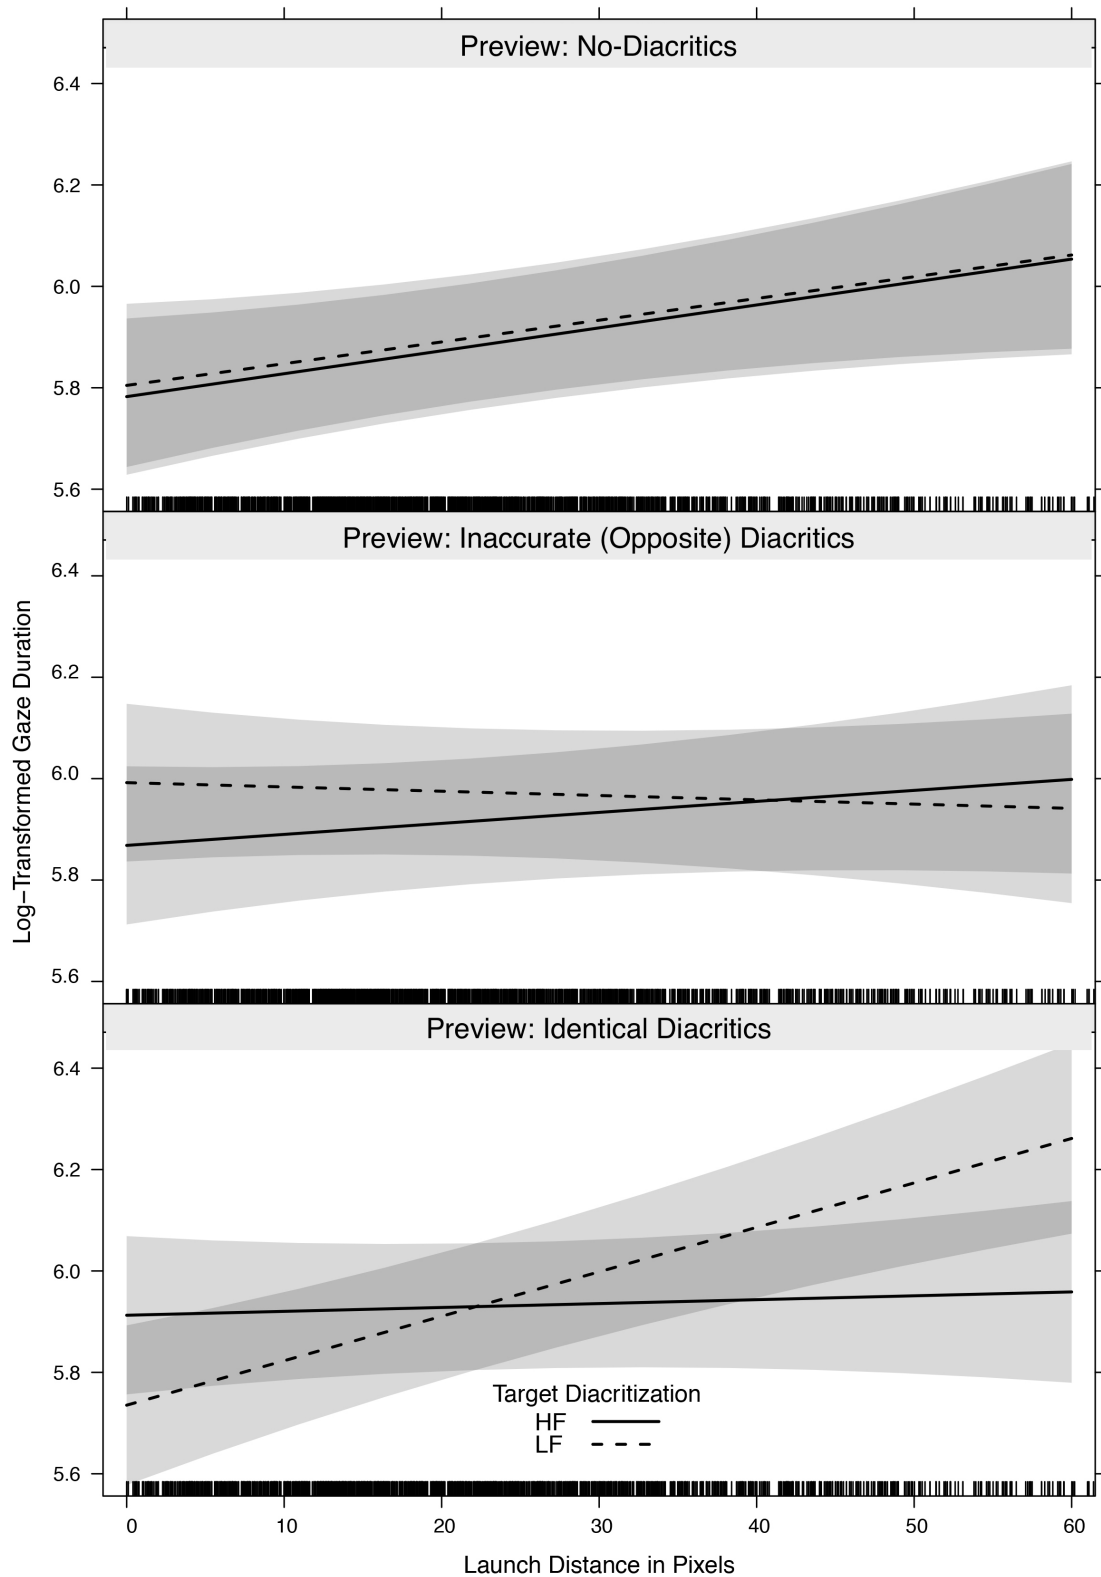 Preview: No-Diacritics
6.4
6.2
6.0
5.8
5.6
Preview: Inaccurate (Opposite) Diacritics
6.4
6.2
6.0
5.8
5.6
Log–Transformed Gaze Duration
Preview: Identical Diacritics
6.4
6.2
6.0
5.8
5.6
Target Diacritization
HF
LF
0 10 20 30 40 50 60
Launch Distance in Pixels